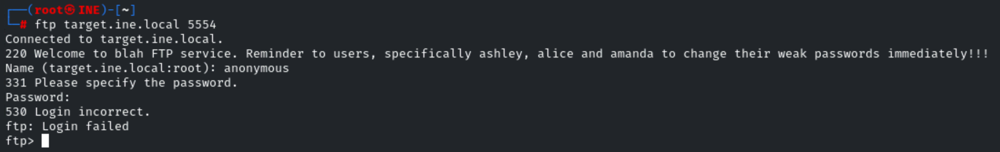 ┌──(root㉿INE)-[~]
└─# ftp target.ine.local 5554
Connected to target.ine.local.
220 Welcome to blah FTP service. Reminder to users, specifically ashley, alice and amanda to change their weak passwords immediately!!!
Name (target.ine.local:root): anonymous
331 Please specify the password.
Password:
530 Login incorrect.
ftp: Login failed
ftp>